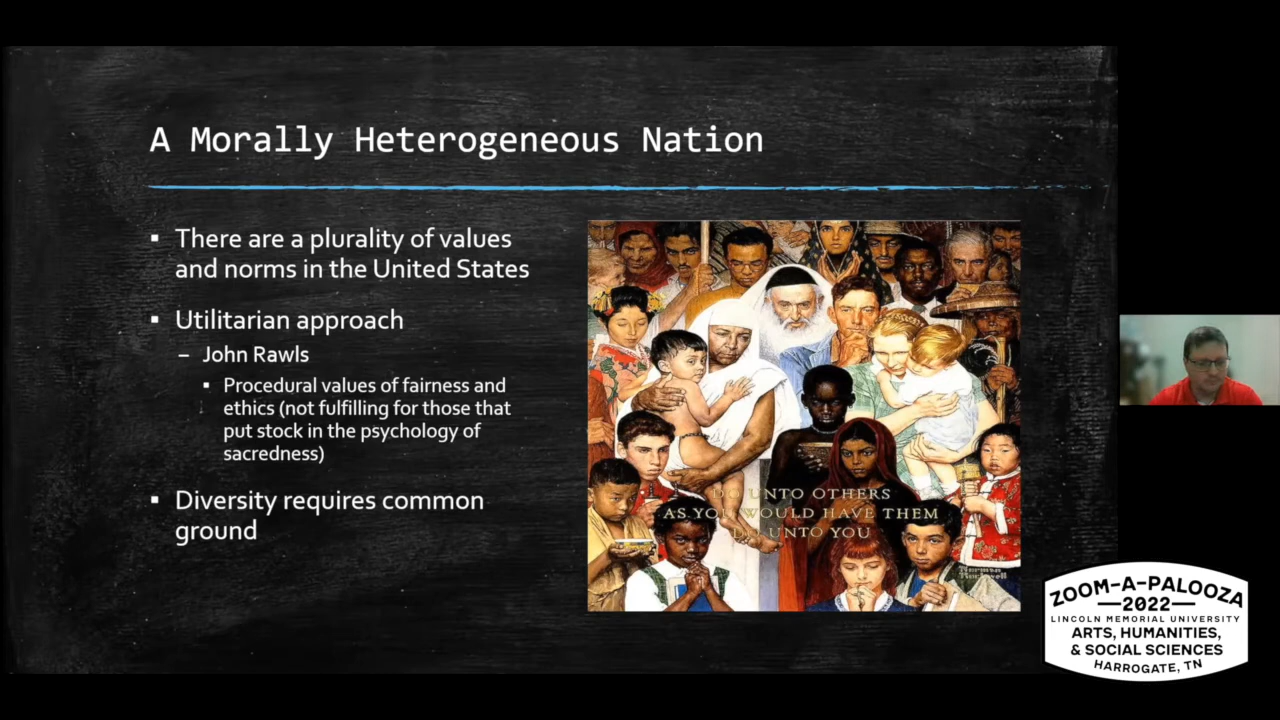 A Morally Heterogeneous Nation
▪ There are a plurality of values
and norms in the United States
▪ Utilitarian approach
– John Rawls
▪ Procedural values of fairness and
ethics (not fulfilling for those that
put stock in the psychology of
sacredness)
▪ Diversity requires common
ground
DO UNTO OTHERS
AS YOU WOULD HAVE THEM
DO UNTO YOU
Norman
Rockwell
ZOOM-A-PALOOZA
—2022—
LINCOLN MEMORIAL UNIVERSITY
ARTS, HUMANITIES,
& SOCIAL SCIENCES
HARROGATE, TN